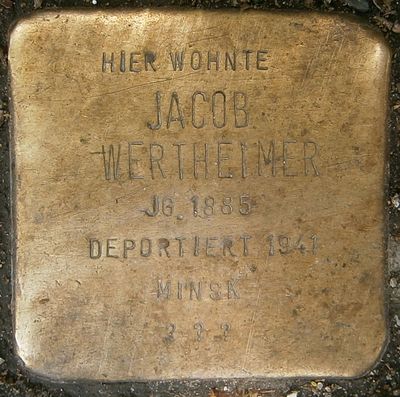 HIER WOHNTE
JACOB
WERTHEIMER
JG. 1885
DEPORTIERT 1941
MINSK
? ? ?